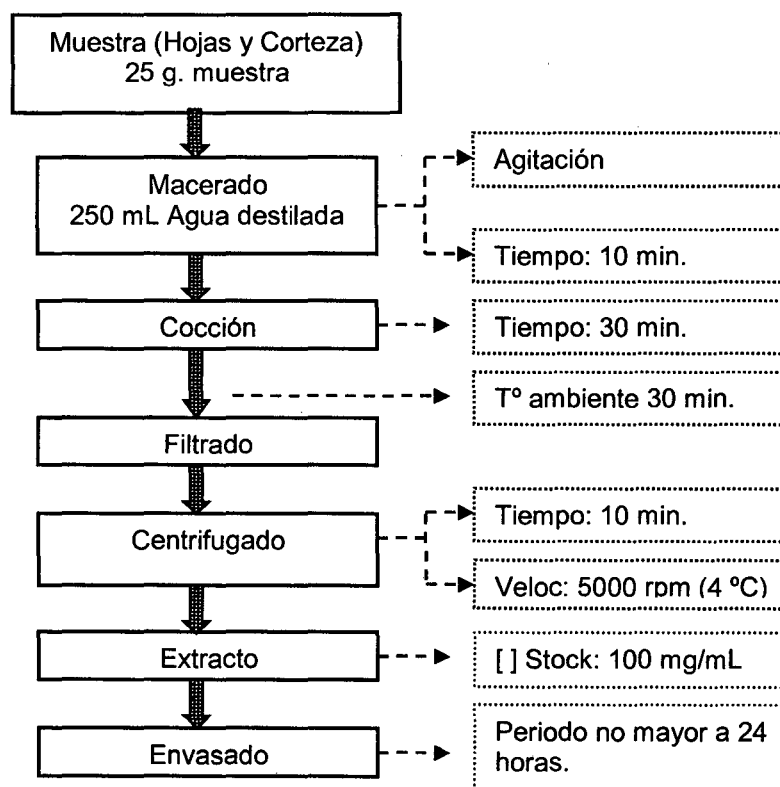 Muestra (Hojas y Corteza)
25 g. muestra
Macerado
250 mL Agua destilada
Agitación
Tiempo: 10 min.
Cocción
Tiempo: 30 min.
Tº ambiente 30 min.
Filtrado
Centrifugado
Tiempo: 10 min.
Veloc: 5000 rpm (4 ºC)
Extracto
[ ] Stock: 100 mg/mL
Envasado
Periodo no mayor a 24
horas.